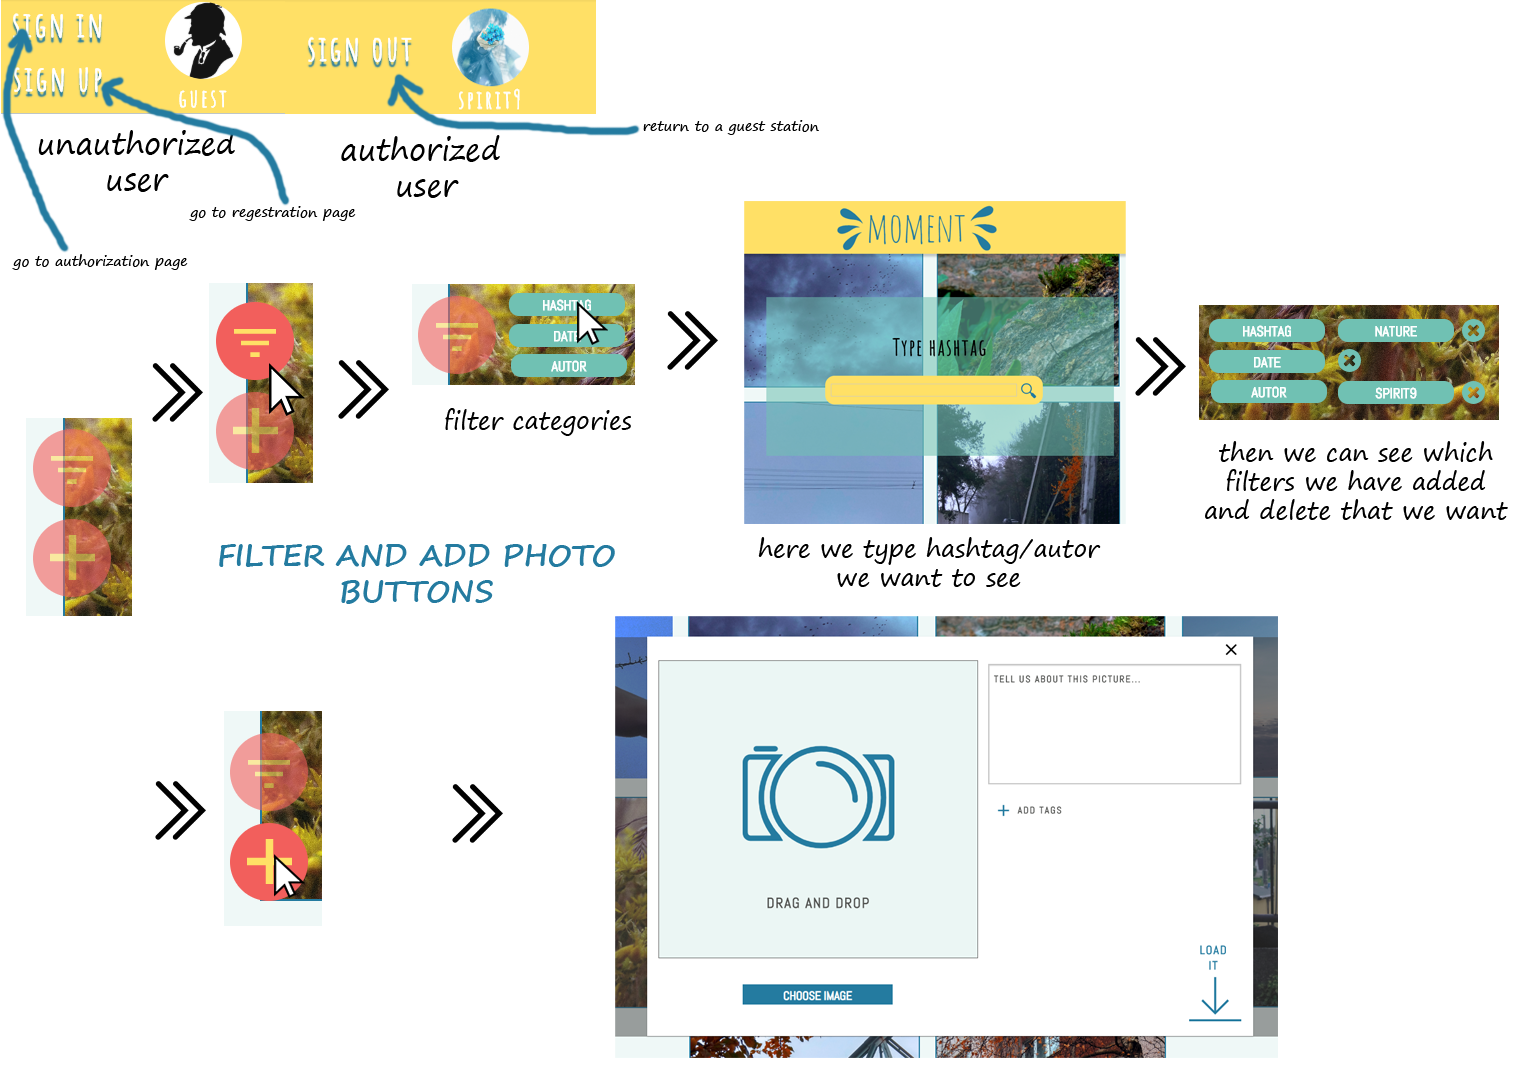 SIGN IN
SIGN UP
GUEST
SIGN OUT
SPIRIT9
return to a guest station
unauthorized
user
authorized
user
go to regestration page
go to authorization page
HASHTAG
DATE
AUTOR
filter categories
MOMENT
TYPE HASHTAG
here we type hashtag/autor
we want to see
HASHTAG NATURE
DATE
AUTOR SPIRIT9
then we can see which
filters we have added
and delete that we want
FILTER AND ADD PHOTO
BUTTONS
TELL US ABOUT THIS PICTURE...
ADD TAGS
DRAG AND DROP
CHOOSE IMAGE
LOAD
IT